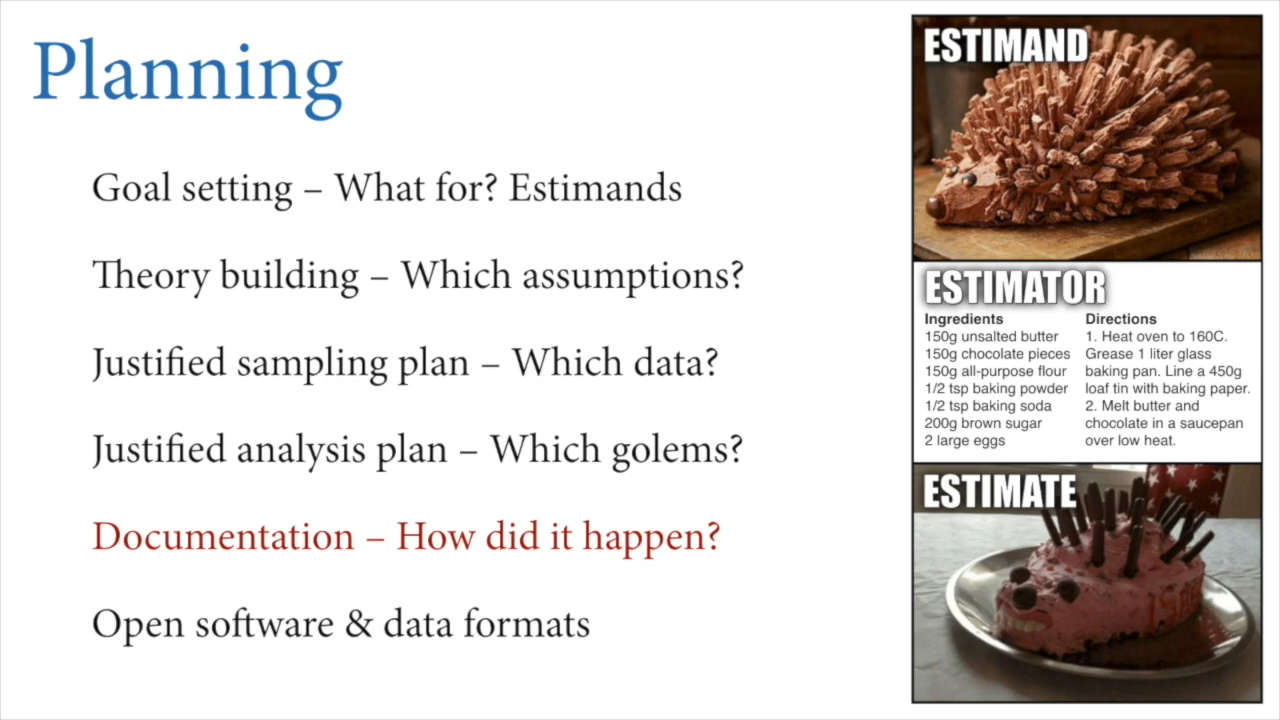 Planning
Goal setting – What for? Estimands
Theory building – Which assumptions?
Justified sampling plan – Which data?
Justified analysis plan – Which golems?
Documentation – How did it happen?
Open software & data formats
ESTIMAND
ESTIMATOR
Ingredients
150g unsalted butter
150g chocolate pieces
150g all-purpose flour
1/2 tsp baking powder
1/2 tsp baking soda
200g brown sugar
2 large eggs
Directions
1. Heat oven to 160C.
Grease 1 liter glass
baking pan. Line a 450g
loaf tin with baking paper.
2. Melt butter and
chocolate in a saucepan
over low heat.
ESTIMATE